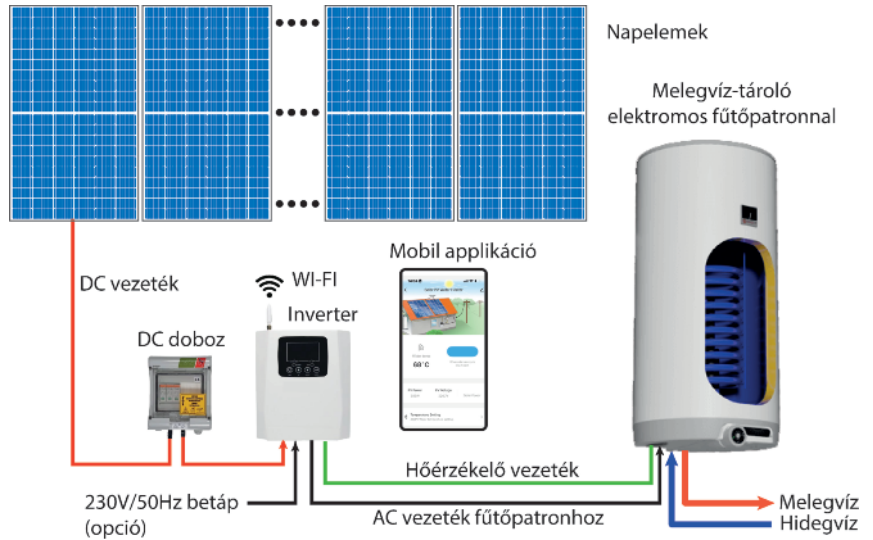 Napelemek
Melegvíz-tároló
elektromos fűtőpatronnal
Mobil applikáció
DC vezeték
WI-FI
Inverter
DC doboz
68°C
Hőérzékelő vezeték
230V/50Hz betáp
(opció)
AC vezeték fűtőpatronhoz
Melegvíz
Hidegvíz